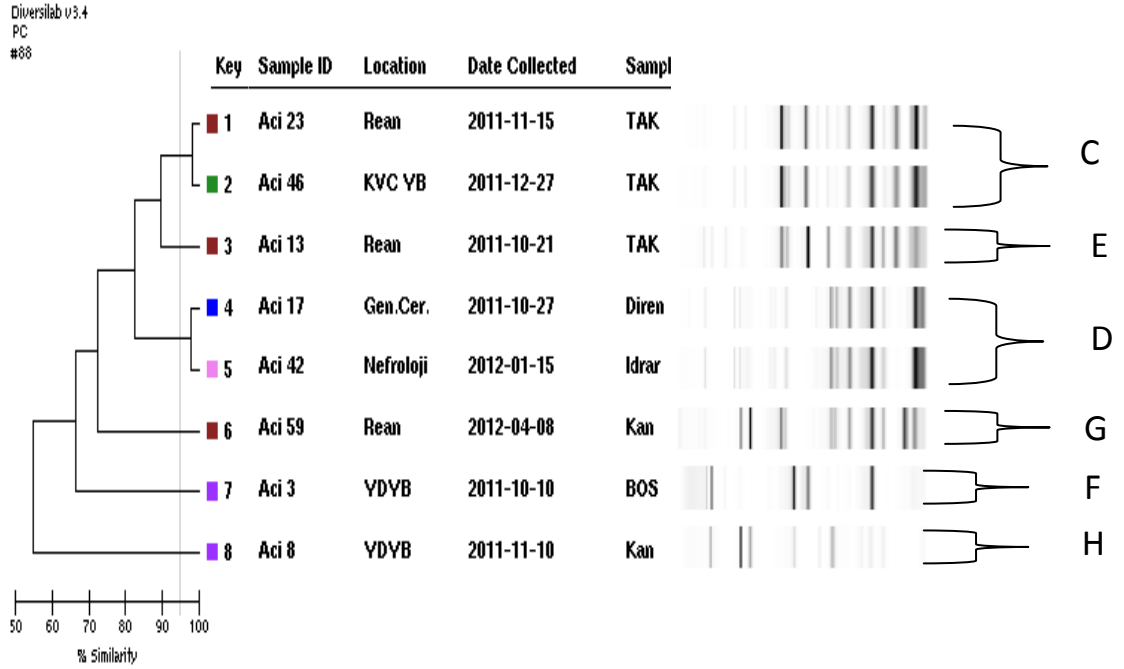 Diversilab v3.4
PC
#88
Key Sample ID Location Date Collected Sampl
1 Aci 23 Rean 2011-11-15 TAK
C
2 Aci 46 KVC YB 2011-12-27 TAK
3 Aci 13 Rean 2011-10-21 TAK E
4 Aci 17 Gen.Cer. 2011-10-27 Diren
D
5 Aci 42 Nefroloji 2012-01-15 Idrar
6 Aci 59 Rean 2012-04-08 Kan G
7 Aci 3 YDYB 2011-10-10 BOS F
8 Aci 8 YDYB 2011-11-10 Kan H
50 60 70 80 90 100
% Similarity